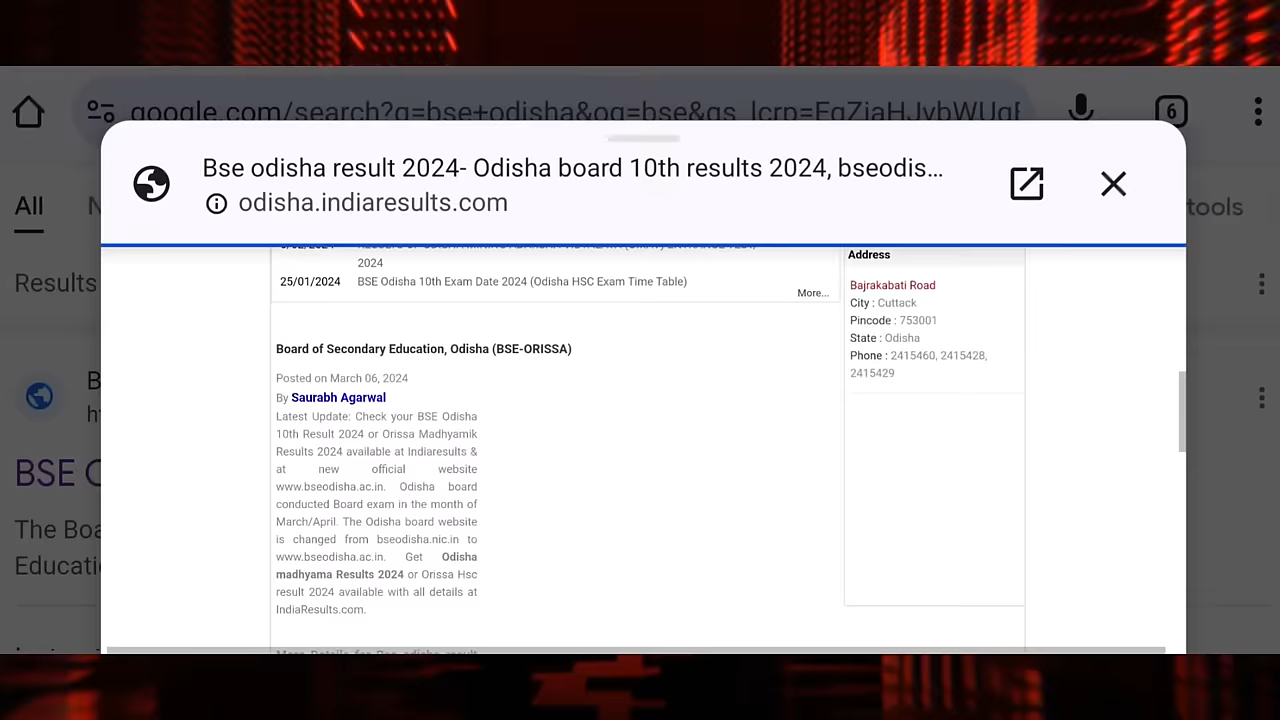 google.com/search?q=bse+odisha&oq=bse&gs_lcrp=EgZjaHJvbWUqE
6
Bse odisha result 2024- Odisha board 10th results 2024, bseodis...
odisha.indiaresults.com
All
N
tools
Results
2024
25/01/2024 BSE Odisha 10th Exam Date 2024 (Odisha HSC Exam Time Table)
More...
Address
Bajrakabati Road
City : Cuttack
Pincode : 753001
State : Odisha
Phone : 2415460, 2415428,
2415429
Board of Secondary Education, Odisha (BSE-ORISSA)
Posted on March 06, 2024
By Saurabh Agarwal
Latest Update: Check your BSE Odisha
10th Result 2024 or Orissa Madhyamik
Results 2024 available at Indiaresults &
at new official website
www.bseodisha.ac.in. Odisha board
conducted Board exam in the month of
March/April. The Odisha board website
is changed from bseodisha.nic.in to
www.bseodisha.ac.in. Get Odisha
madhyama Results 2024 or Orissa Hsc
result 2024 available with all details at
IndiaResults.com.
More Details for Bse odisha result
B
h
BSE
The Boa
Educati